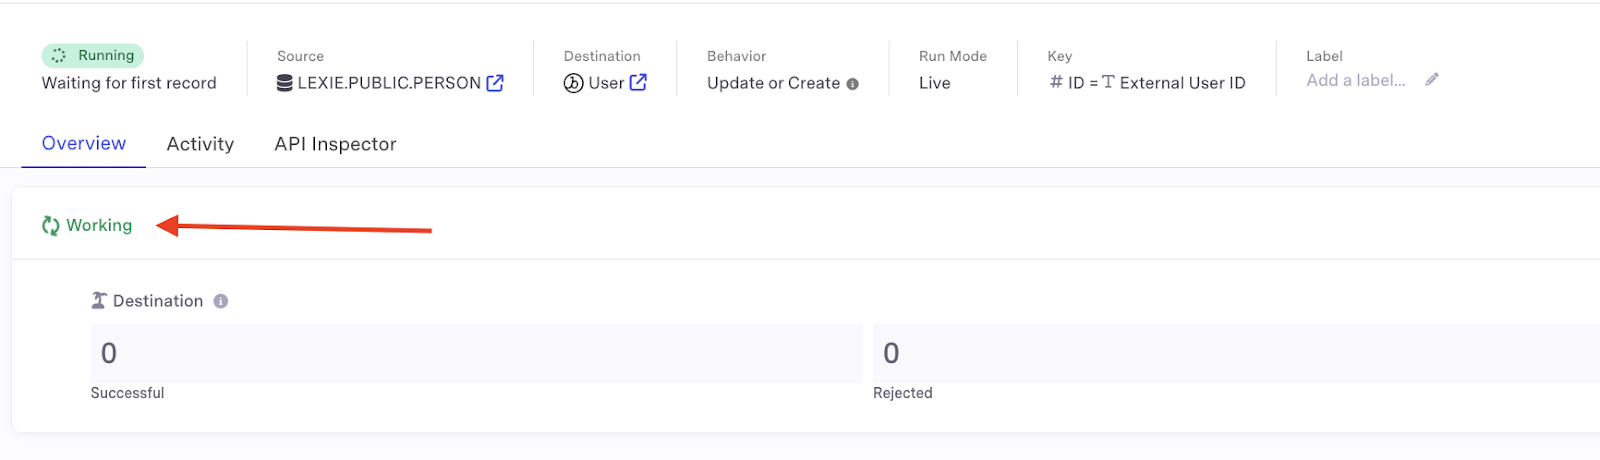 Running
Waiting for first record
Source
LEXIE.PUBLIC.PERSON
Destination
User
Behavior
Update or Create
Run Mode
Live
Key
# ID = T External User ID
Label
Add a label...
Overview Activity API Inspector
Working
Destination
0 0
Successful Rejected